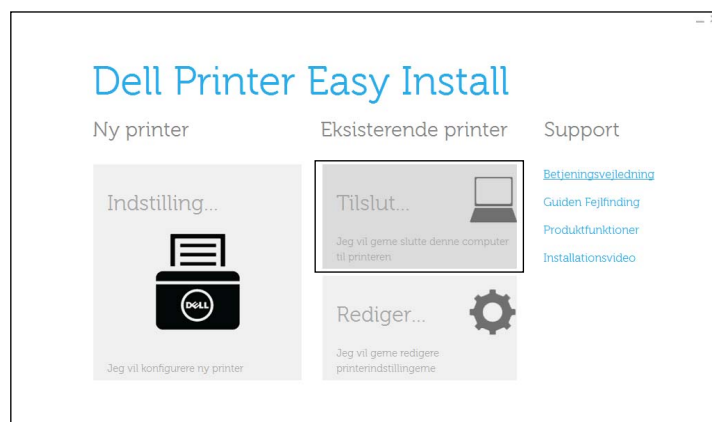 Dell Printer Easy Install
Ny printer
Eksisterende printer
Support
Indstilling...
DELL
Jeg vil konfigurere ny printer
Tilslut...
Jeg vil gerne slutte denne computer
til printeren
Rediger...
Jeg vil gerne redigere
printerindstillingerne
Betjeningsvejledning
Guiden Fejlfinding
Produktfunktioner
Installationsvideo